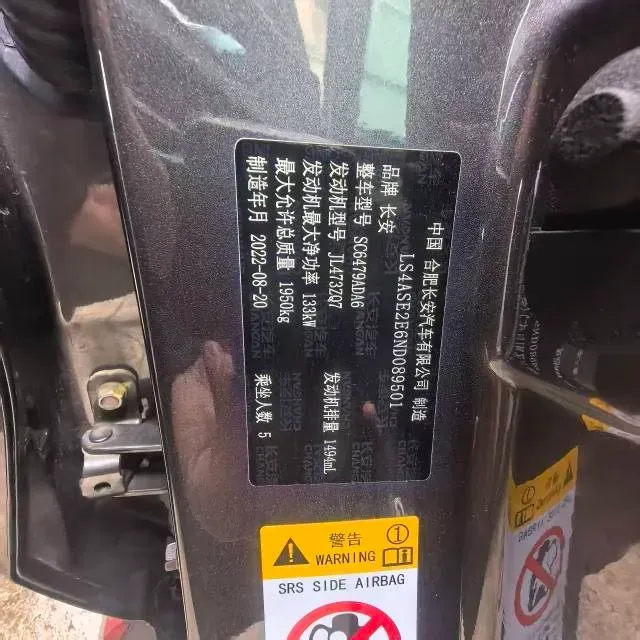 中国 合肥长安汽车有限公司 制造
LS4ASE2E6ND089501
品牌 长安
整车型号 SC6479ADA6
发动机型号 JL473ZQ7 发动机排量 1494mL
发动机最大净功率 133kW
最大允许总质量 1950kg
制造年月 2022-08-20 乘坐人数 5
警告
WARNING
SRS SIDE AIRBAG